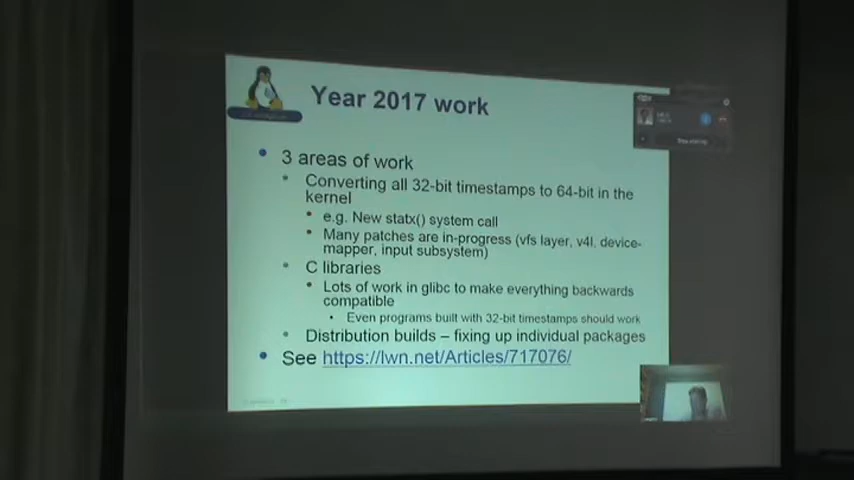 Year 2017 work
3 areas of work
Converting all 32-bit timestamps to 64-bit in the
kernel
e.g. New statx() system call
Many patches are in-progress (vfs layer, v4l, device-
mapper, input subsystem)
C libraries
Lots of work in glibc to make everything backwards
compatible
Even programs built with 32-bit timestamps should work
Distribution builds – fixing up individual packages
See https://lwn.net/Articles/717076/